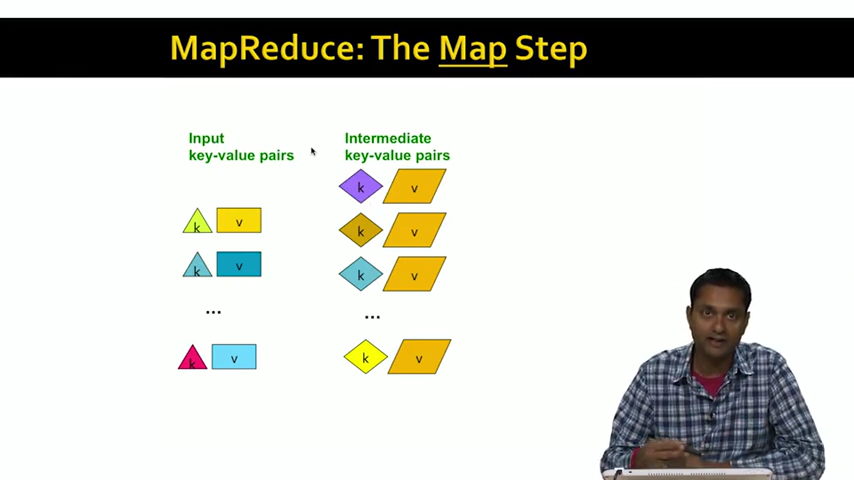 MapReduce: The Map Step
Input
key-value pairs
Intermediate
key-value pairs
k v
k v
k v
k v
k v
...
...
k v
k v